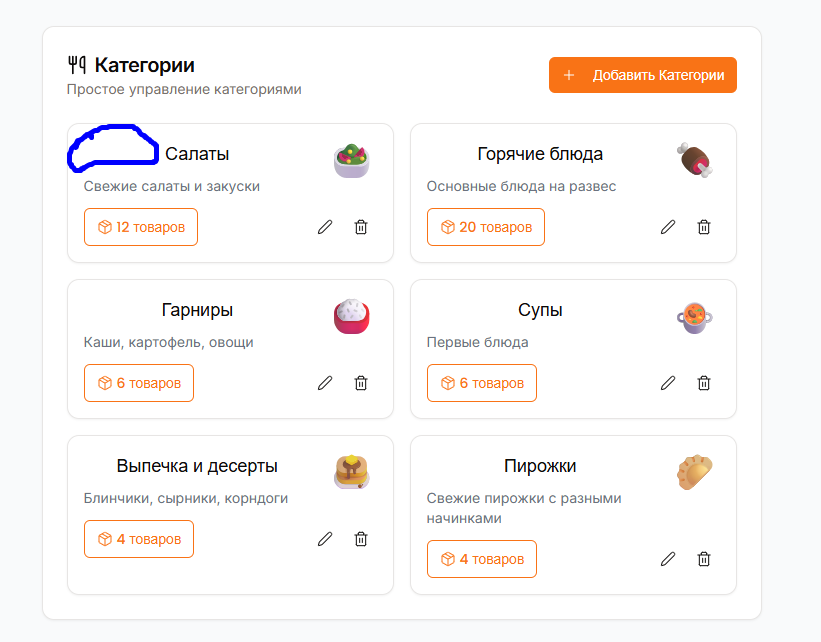 Категории
Простое управление категориями
+ Добавить Категории
Салаты
Свежие салаты и закуски
12 товаров
Горячие блюда
Основные блюда на развес
20 товаров
Гарниры
Каши, картофель, овощи
6 товаров
Супы
Первые блюда
6 товаров
Выпечка и десерты
Блинчики, сырники, корндоги
4 товаров
Пирожки
Свежие пирожки с разными
начинками
4 товаров